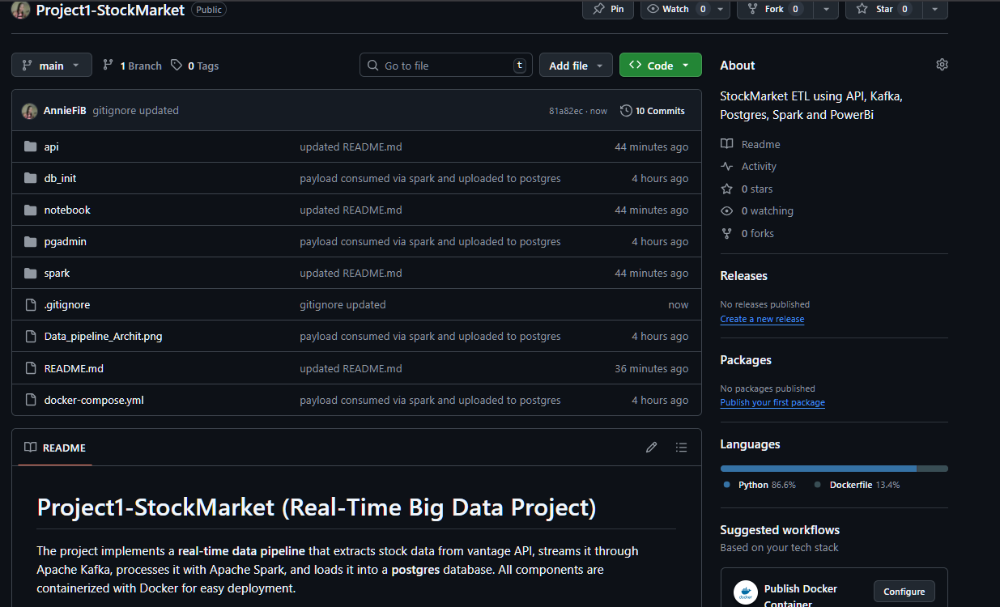 Project1-StockMarket Public
Pin Watch 0 Fork 0 Star 0
main 1 Branch 0 Tags Go to file t Add file Code
AnnieFiB gitignore updated 81a82ec · now 10 Commits
api updated README.md 44 minutes ago
db_init payload consumed via spark and uploaded to postgres 4 hours ago
notebook updated README.md 44 minutes ago
pgadmin payload consumed via spark and uploaded to postgres 4 hours ago
spark updated README.md 44 minutes ago
.gitignore gitignore updated now
Data_pipeline_Archit.png payload consumed via spark and uploaded to postgres 4 hours ago
README.md updated README.md 36 minutes ago
docker-compose.yml payload consumed via spark and uploaded to postgres 4 hours ago
README
Project1-StockMarket (Real-Time Big Data Project)
The project implements a real-time data pipeline that extracts stock data from vantage API, streams it through
Apache Kafka, processes it with Apache Spark, and loads it into a postgres database. All components are
containerized with Docker for easy deployment.
About
StockMarket ETL using API, Kafka,
Postgres, Spark and PowerBi
Readme
Activity
0 stars
0 watching
0 forks
Releases
No releases published
Create a new release
Packages
No packages published
Publish your first package
Languages
Python 86.6% Dockerfile 13.4%
Suggested workflows
Based on your tech stack
docker
Publish Docker Configure
Container